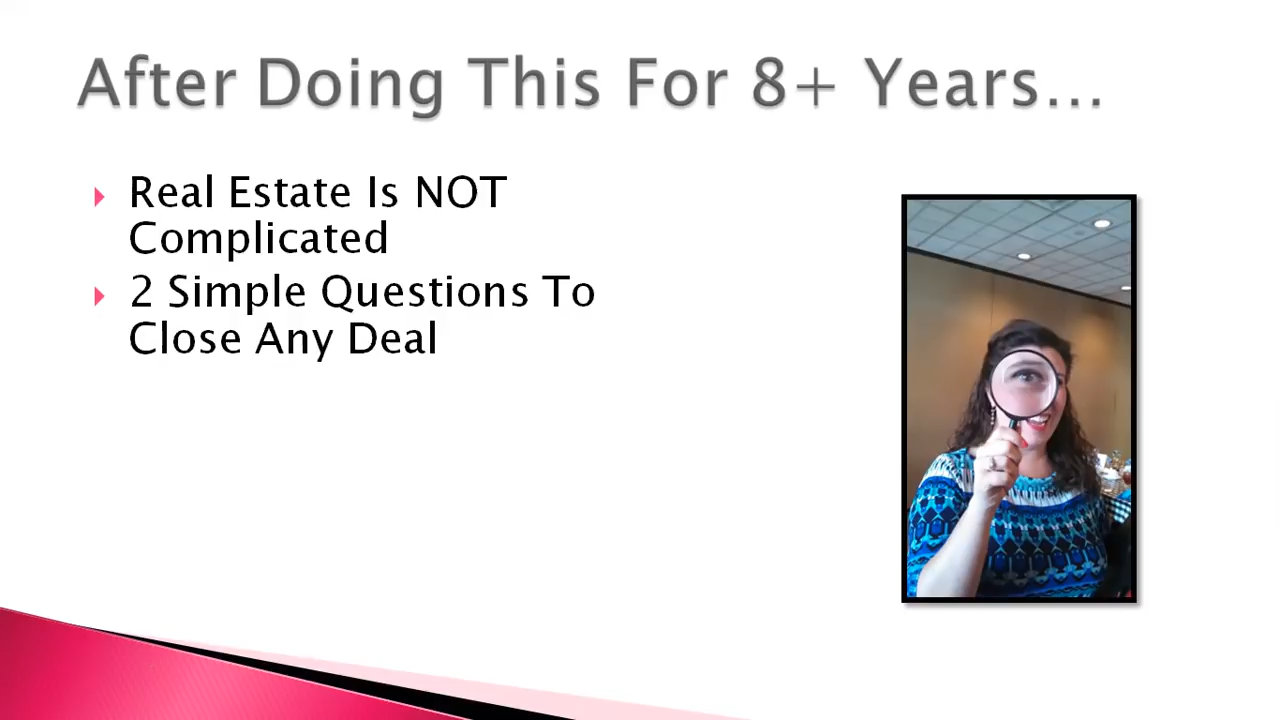 After Doing This For 8+ Years...
Real Estate Is NOT
Complicated
2 Simple Questions To
Close Any Deal